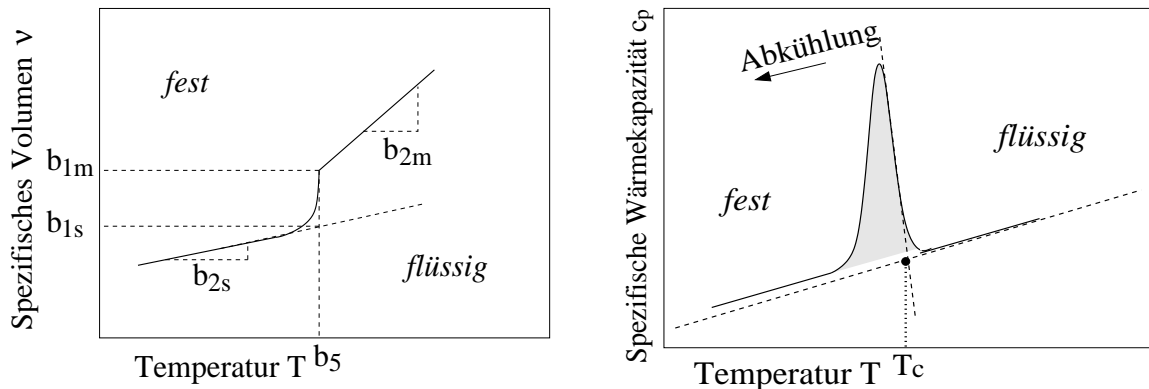 Spezifisches Volumen ν
fest
b1m
b2m
b1s
b2s
flüssig
Temperatur T
b5
Spezifische Wärmekapazität cp
Abkühlung
flüssig
fest
Temperatur T
Tc